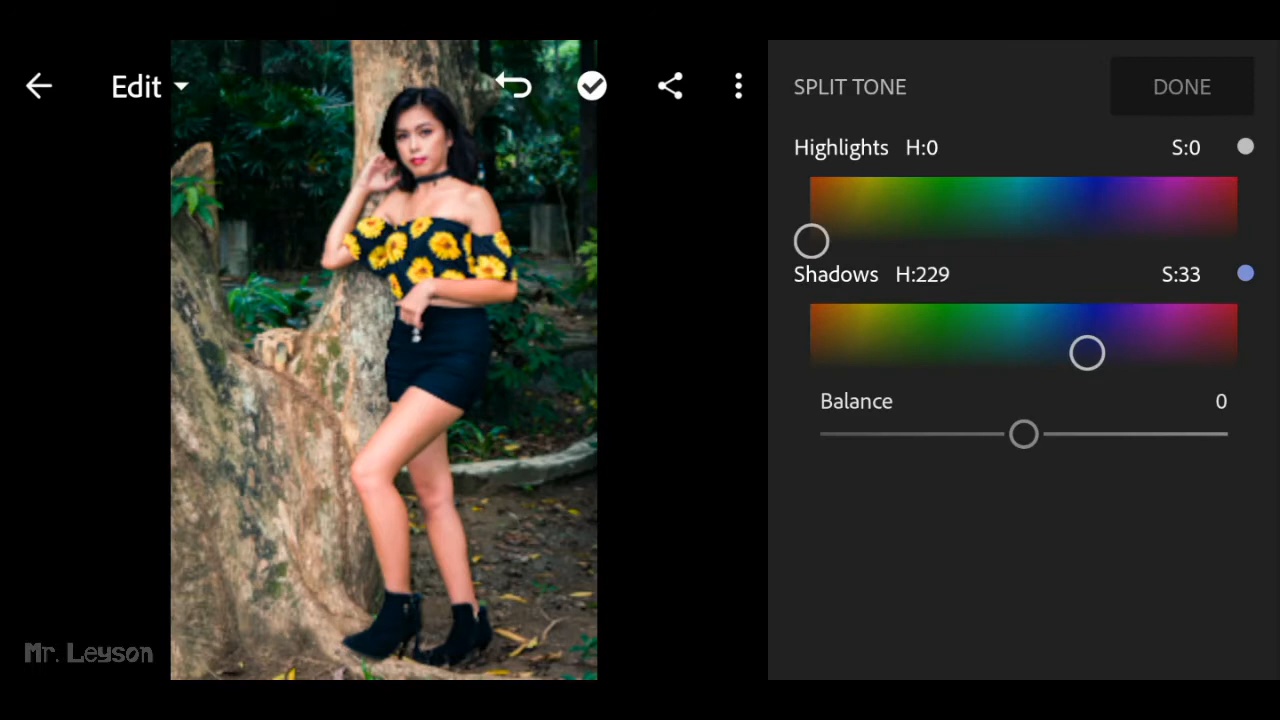 Edit
SPLIT TONE
DONE
Highlights H:0 S:0
Shadows H:229 S:33
Balance 0
Mr. Leyson